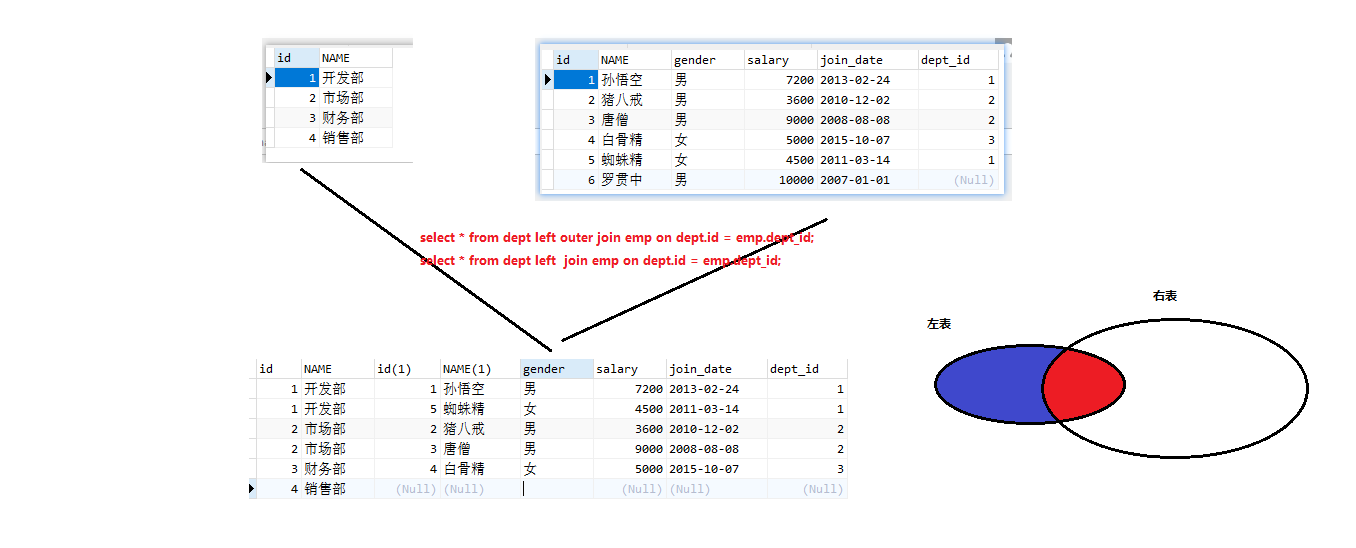 id NAME
1 开发部
2 市场部
3 财务部
4 销售部
id NAME gender salary join_date dept_id
1 孙悟空 男 7200 2013-02-24 1
2 猪八戒 男 3600 2010-12-02 2
3 唐僧 男 9000 2008-08-08 2
4 白骨精 女 5000 2015-10-07 3
5 蜘蛛精 女 4500 2011-03-14 1
6 罗贯中 男 10000 2007-01-01 (Null)
select * from dept left outer join emp on dept.id = emp.dept_id;
select * from dept left  join emp on dept.id = emp.dept_id;
右表
左表
id NAME id(1) NAME(1) gender salary join_date dept_id
1 开发部 1 孙悟空 男 7200 2013-02-24 1
1 开发部 5 蜘蛛精 女 4500 2011-03-14 1
2 市场部 2 猪八戒 男 3600 2010-12-02 2
2 市场部 3 唐僧 男 9000 2008-08-08 2
3 财务部 4 白骨精 女 5000 2015-10-07 3
4 销售部 (Null) (Null) (Null) (Null) (Null)